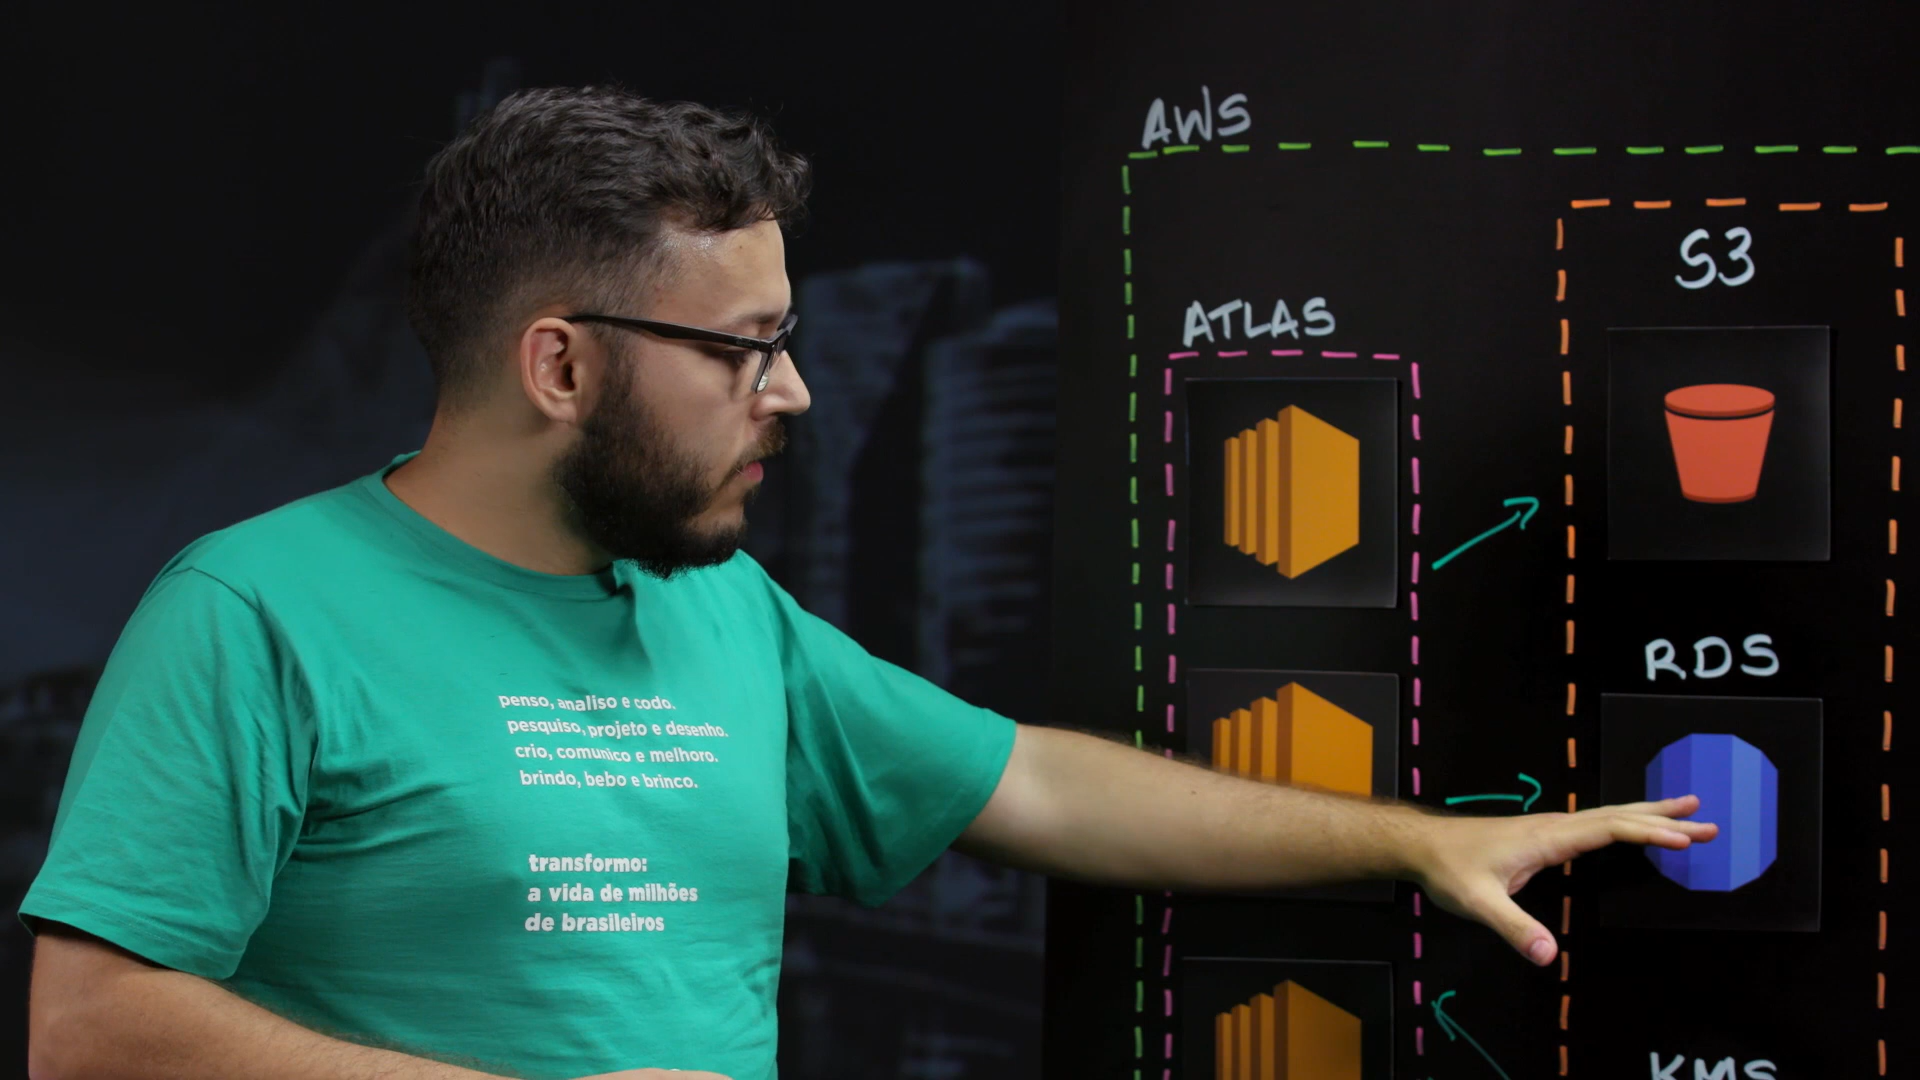 penso, analiso e codo.
pesquiso, projeto e desenho.
crio, comunico e melhoro.
brindo, bebo e brinco.
transformo:
a vida de milhões
de brasileiros
AWS
ATLAS
S3
RDS
KMS